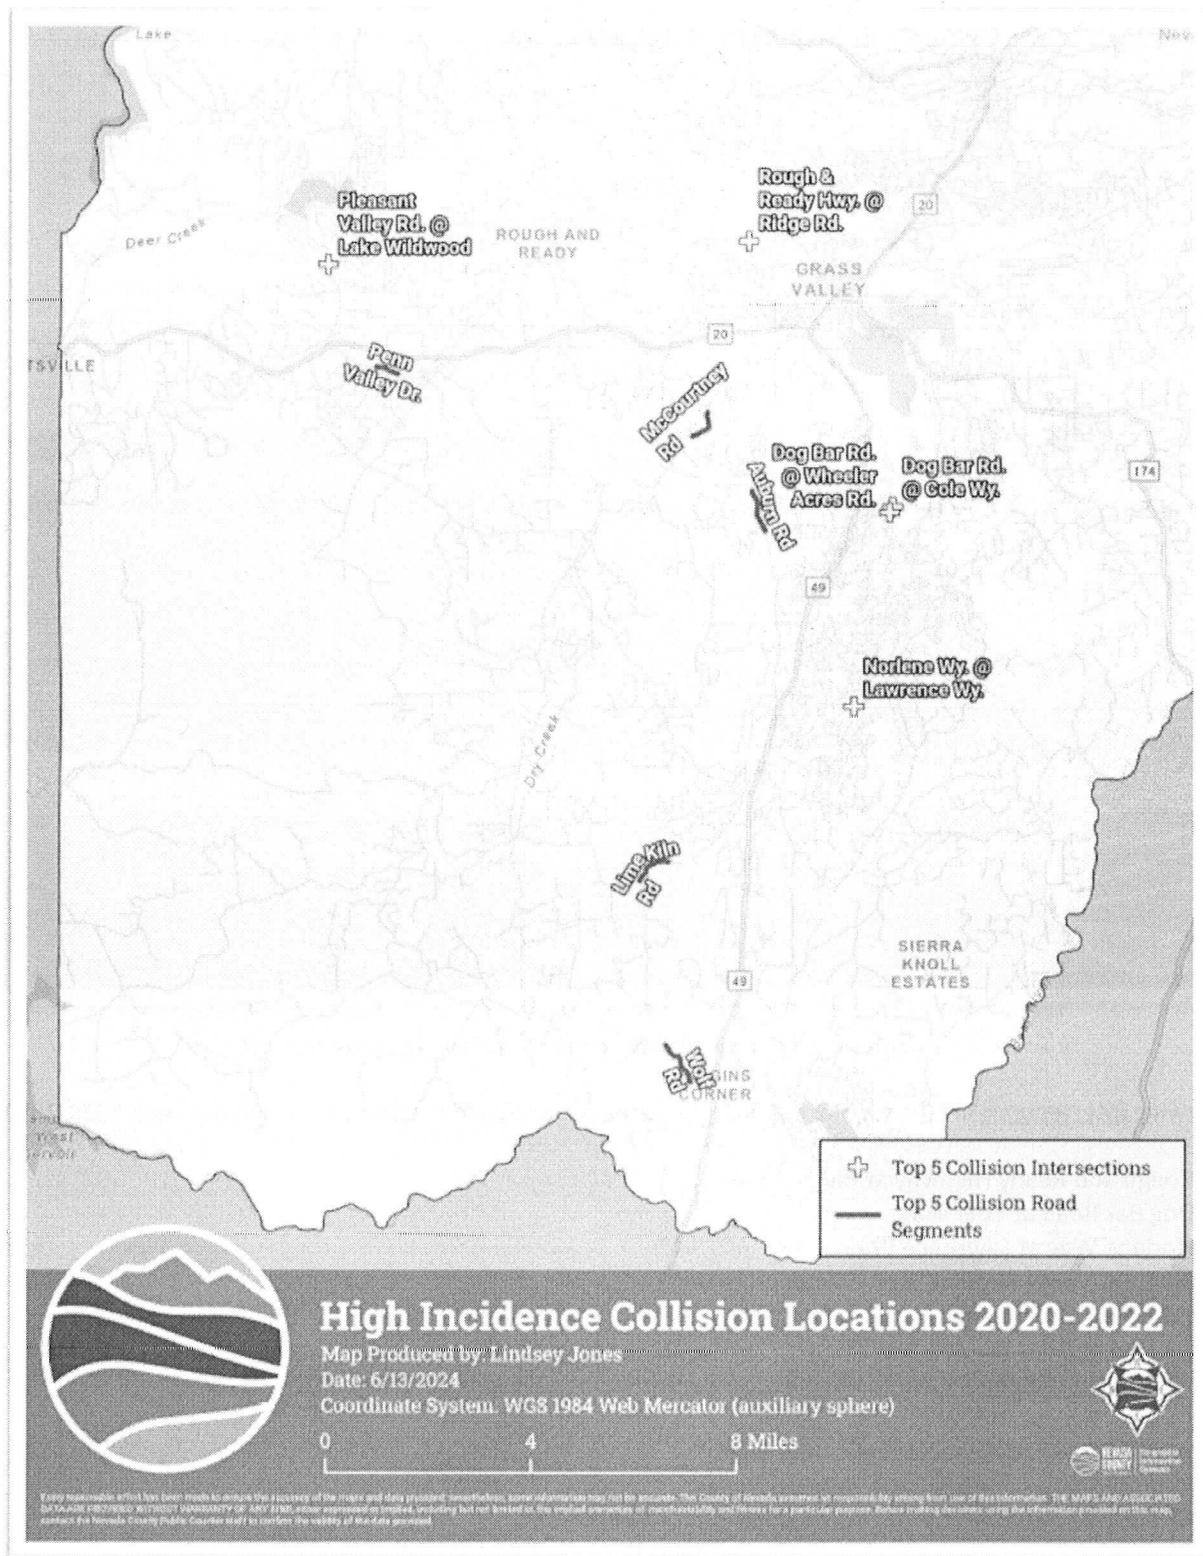 Lake
Deer Creek
Pleasant
Valley Rd. @
Lake Wildwood
ROUGH AND
READY
Rough &
Ready Hwy. @
Ridge Rd.
20
GRASS
VALLEY
20
TSVILLE
Penn
Valley Dr.
McCourtney
Rd
Auburn Rd
Dog Bar Rd.
@ Wheeler
Acres Rd.
Dog Bar Rd.
@ Cole Wy.
174
49
Norlene Wy. @
Lawrence Wy.
Dry Creek
Lime Kiln
Rd
SIERRA
KNOLL
ESTATES
49
Wolf
Rd
GINS
CORNER
Top 5 Collision Intersections
Top 5 Collision Road
Segments
High Incidence Collision Locations 2020-2022
Map Produced by: Lindsey Jones
Date: 6/13/2024
Coordinate System. WGS 1984 Web Mercator (auxiliary sphere)
0 4 8 Miles
NEVADA
COUNTY